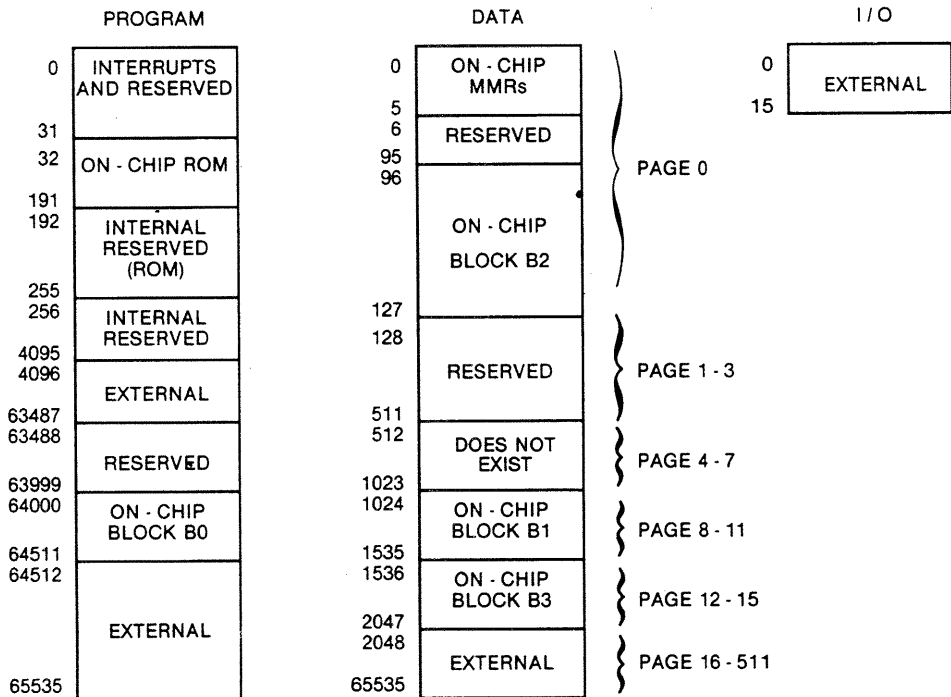 PROGRAM
0
INTERRUPTS
AND RESERVED
31
32
ON - CHIP ROM
191
192
INTERNAL
RESERVED
(ROM)
255
256
INTERNAL
RESERVED
4095
4096
EXTERNAL
63487
63488
RESERVED
63999
64000
ON - CHIP
BLOCK B0
64511
64512
EXTERNAL
65535
DATA
0
ON - CHIP
MMRs
5
6
RESERVED
95
96
ON - CHIP
BLOCK B2
127
128
RESERVED
511
512
DOES NOT
EXIST
1023
1024
ON - CHIP
BLOCK B1
1535
1536
ON - CHIP
BLOCK B3
2047
2048
EXTERNAL
65535
PAGE 0
PAGE 1 - 3
PAGE 4 - 7
PAGE 8 - 11
PAGE 12 - 15
PAGE 16 - 511
I / O
0
EXTERNAL
15